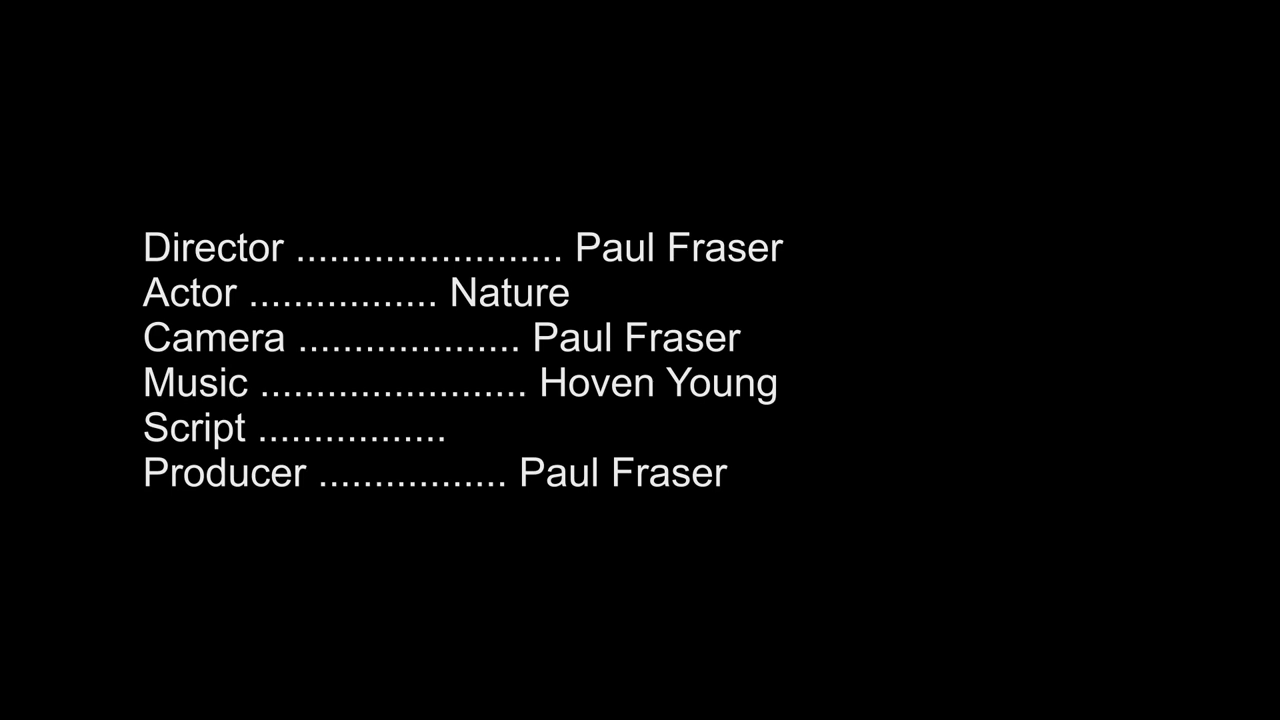 Director ........................ Paul Fraser
Actor ................. Nature
Camera .................... Paul Fraser
Music ........................ Hoven Young
Script .................
Producer ................. Paul Fraser